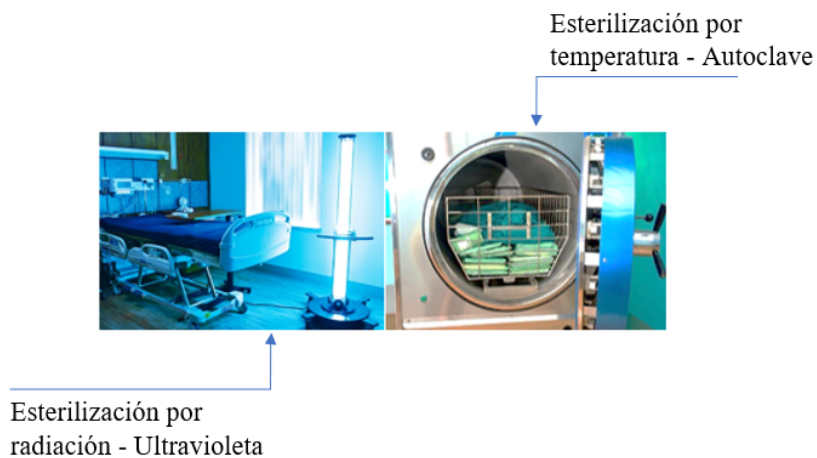 Esterilización por
temperatura - Autoclave
Esterilización por
radiación - Ultravioleta